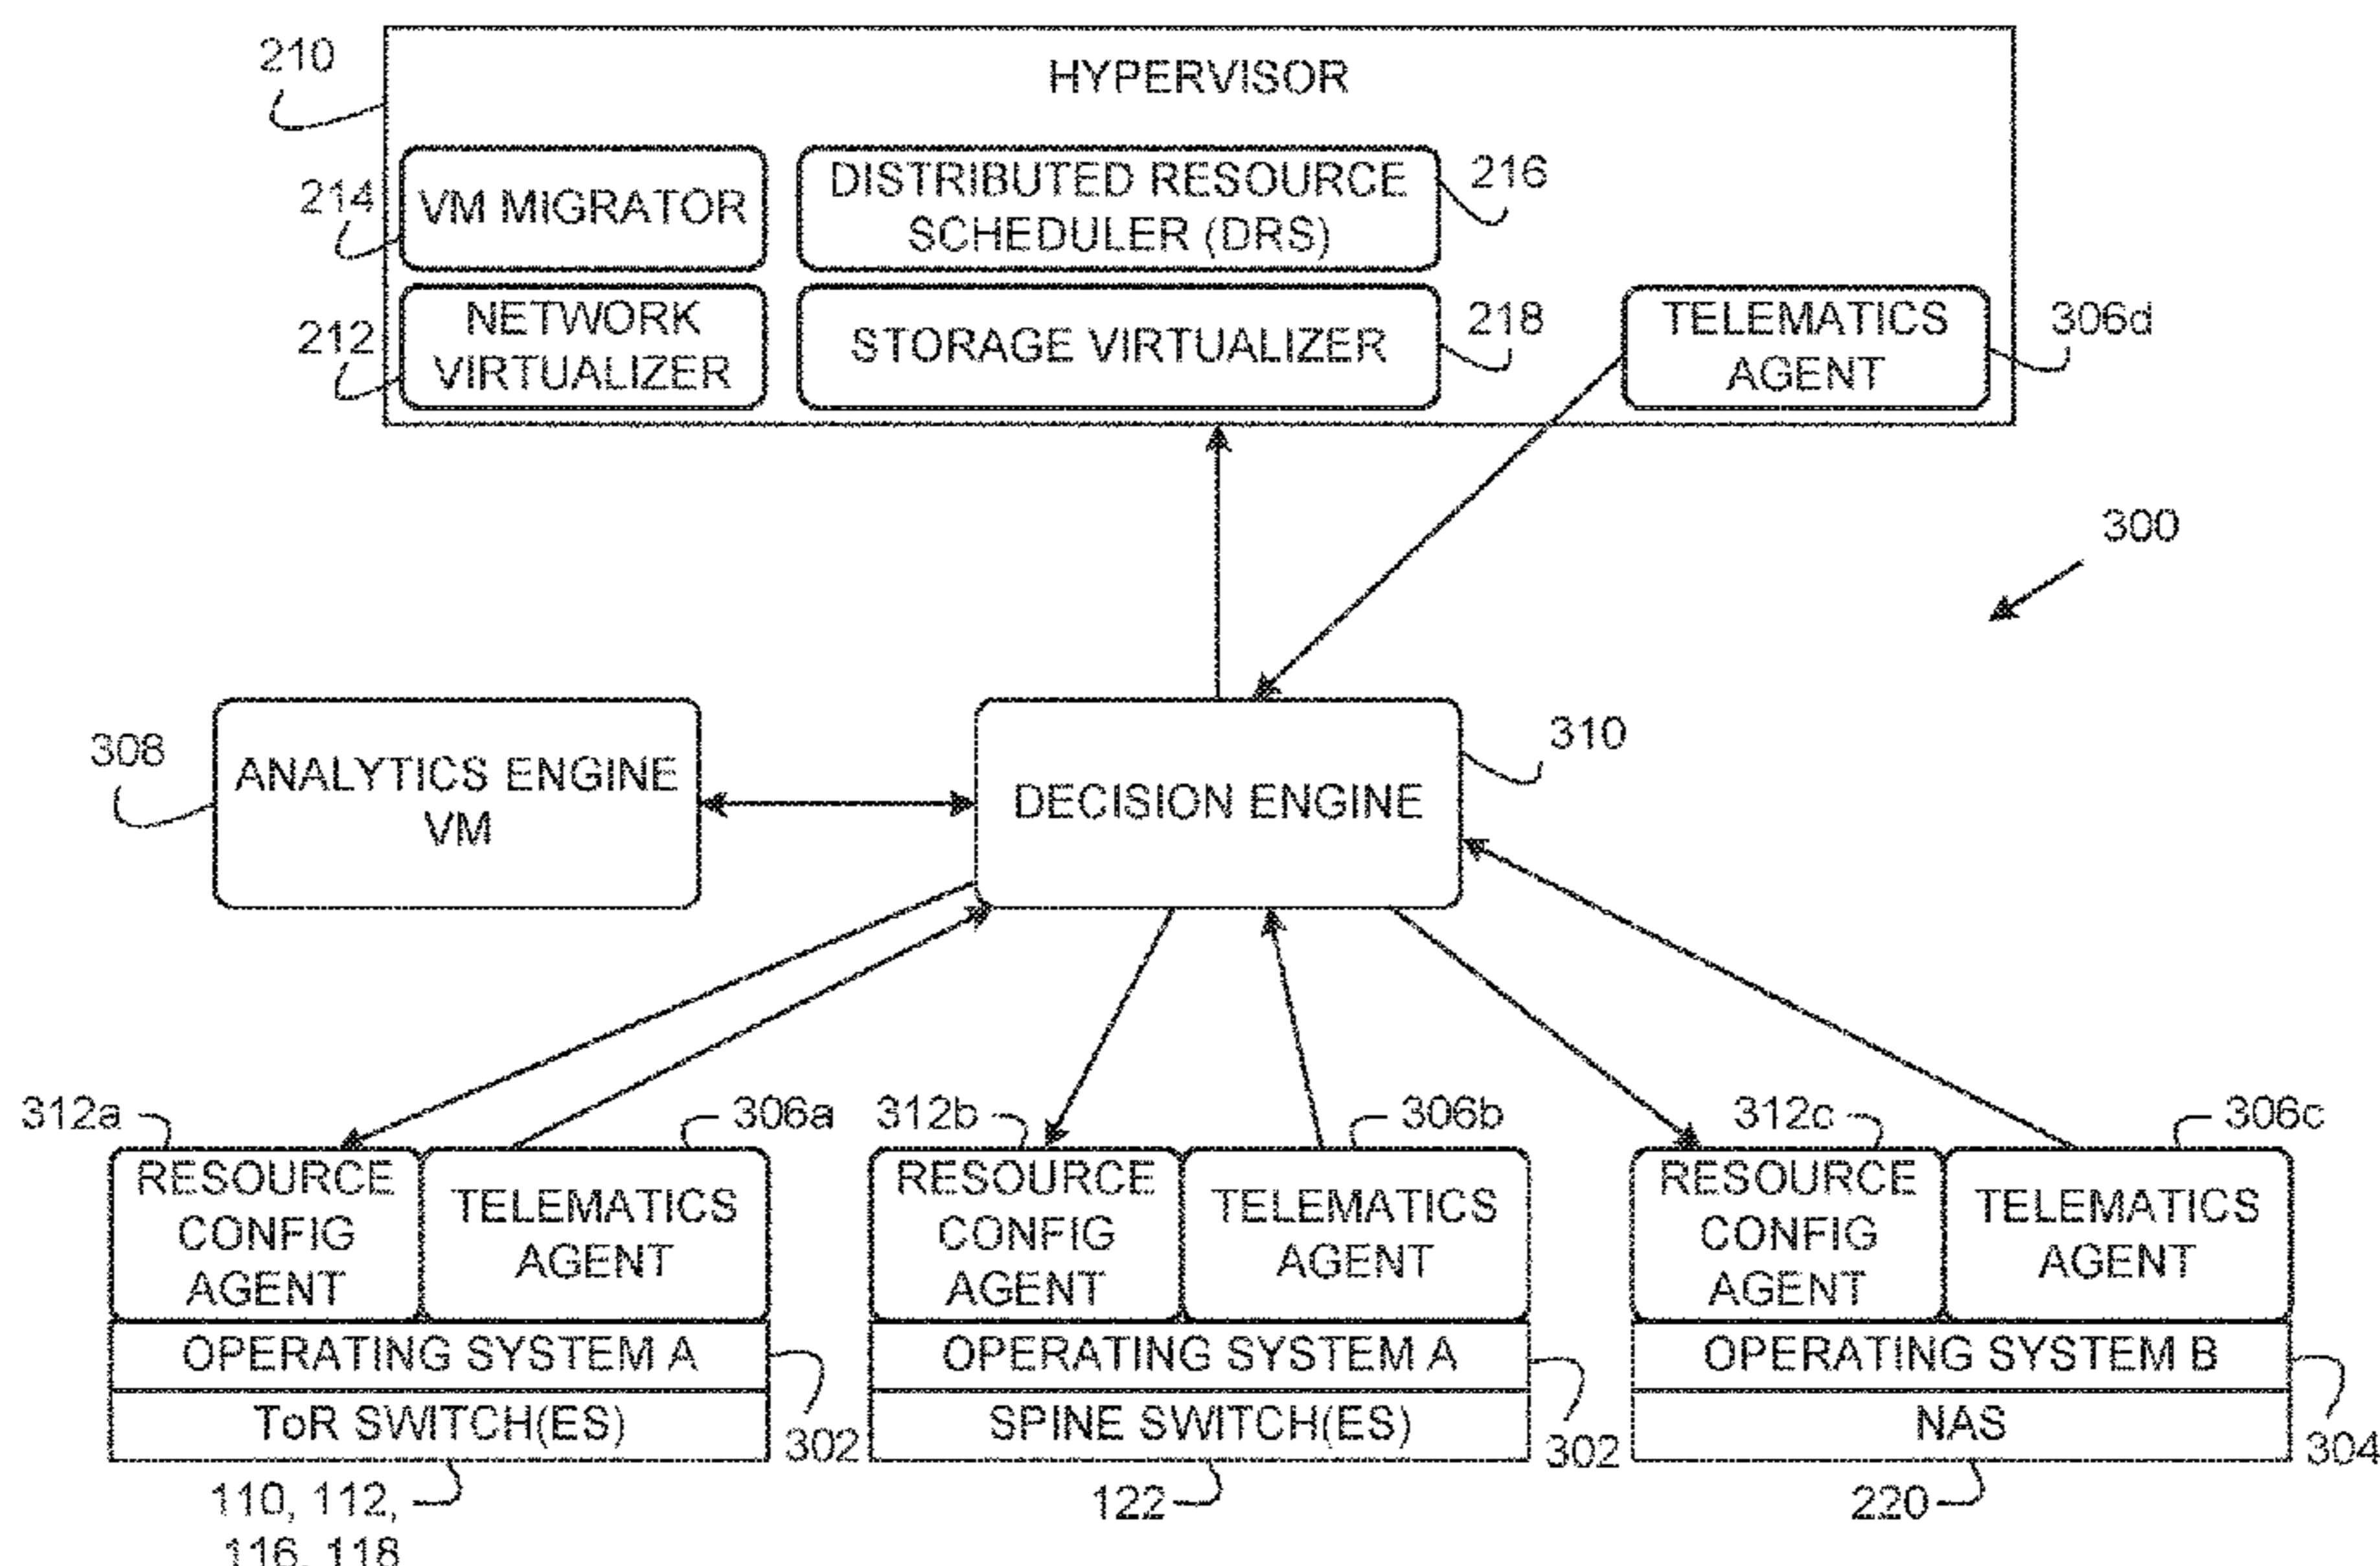 210
HYPERVISOR
214
VM MIGRATOR
DISTRIBUTED RESOURCE
SCHEDULER (DRS)
216
212
NETWORK
VIRTUALIZER
STORAGE VIRTUALIZER
218
TELEMATICS
AGENT
306d
300
308
ANALYTICS ENGINE
VM
DECISION ENGINE
310
312a
306a
312b
306b
312c
306c
RESOURCE
CONFIG
AGENT
TELEMATICS
AGENT
RESOURCE
CONFIG
AGENT
TELEMATICS
AGENT
RESOURCE
CONFIG
AGENT
TELEMATICS
AGENT
OPERATING SYSTEM A
OPERATING SYSTEM A
OPERATING SYSTEM B
ToR SWITCH(ES)
302
SPINE SWITCH(ES)
302
NAS
304
110, 112,
116, 118
122
220